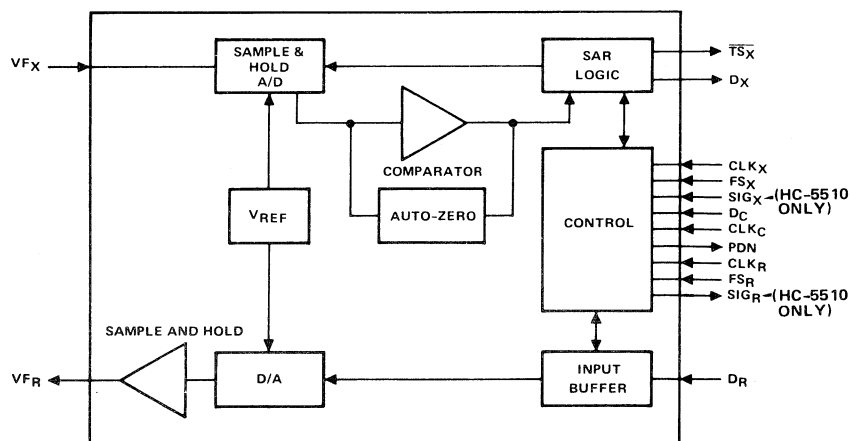 VFX
SAMPLE &
HOLD
A/D
SAR
LOGIC
TSX
DX
COMPARATOR
AUTO-ZERO
VREF
CONTROL
CLKX
FSX
SIGX (HC-5510
ONLY)
DC
CLKC
PDN
CLKR
FSR
SIGR (HC-5510
ONLY)
SAMPLE AND HOLD
VFR
D/A
INPUT
BUFFER
DR